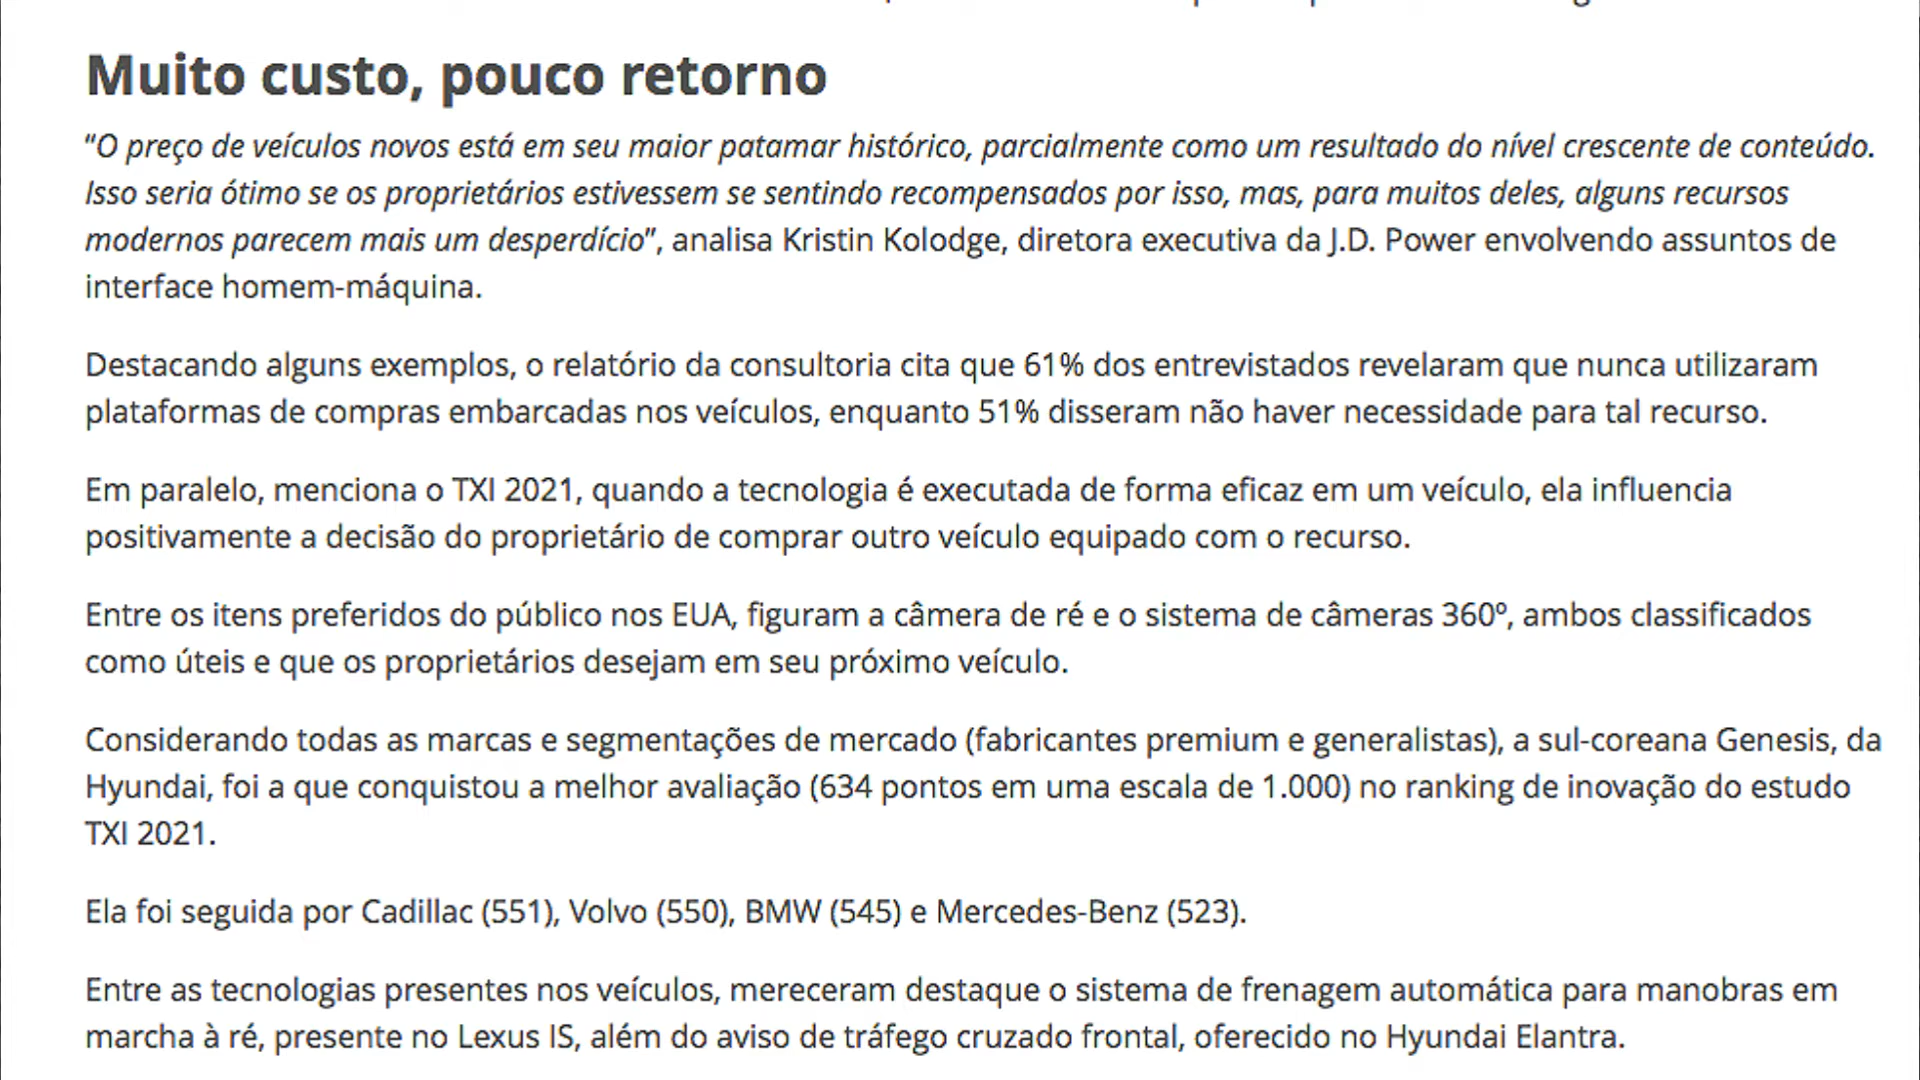 Muito custo, pouco retorno
“O preço de veículos novos está em seu maior patamar histórico, parcialmente como um resultado do nível crescente de conteúdo.
Isso seria ótimo se os proprietários estivessem se sentindo recompensados por isso, mas, para muitos deles, alguns recursos
modernos parecem mais um desperdício”, analisa Kristin Kolodge, diretora executiva da J.D. Power envolvendo assuntos de
interface homem-máquina.
Destacando alguns exemplos, o relatório da consultoria cita que 61% dos entrevistados revelaram que nunca utilizaram
plataformas de compras embarcadas nos veículos, enquanto 51% disseram não haver necessidade para tal recurso.
Em paralelo, menciona o TXI 2021, quando a tecnologia é executada de forma eficaz em um veículo, ela influencia
positivamente a decisão do proprietário de comprar outro veículo equipado com o recurso.
Entre os itens preferidos do público nos EUA, figuram a câmera de ré e o sistema de câmeras 360º, ambos classificados
como úteis e que os proprietários desejam em seu próximo veículo.
Considerando todas as marcas e segmentações de mercado (fabricantes premium e generalistas), a sul-coreana Genesis, da
Hyundai, foi a que conquistou a melhor avaliação (634 pontos em uma escala de 1.000) no ranking de inovação do estudo
TXI 2021.
Ela foi seguida por Cadillac (551), Volvo (550), BMW (545) e Mercedes-Benz (523).
Entre as tecnologias presentes nos veículos, mereceram destaque o sistema de frenagem automática para manobras em
marcha à ré, presente no Lexus IS, além do aviso de tráfego cruzado frontal, oferecido no Hyundai Elantra.